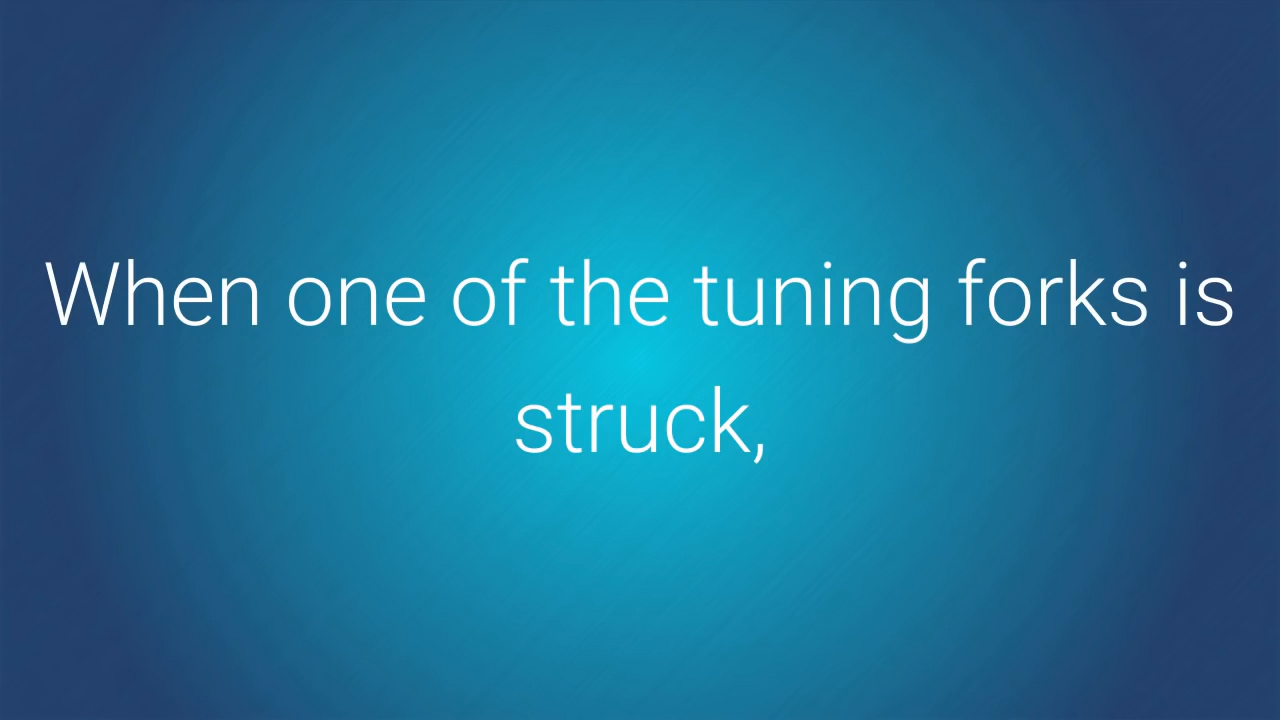 When one of the tuning forks is
struck,